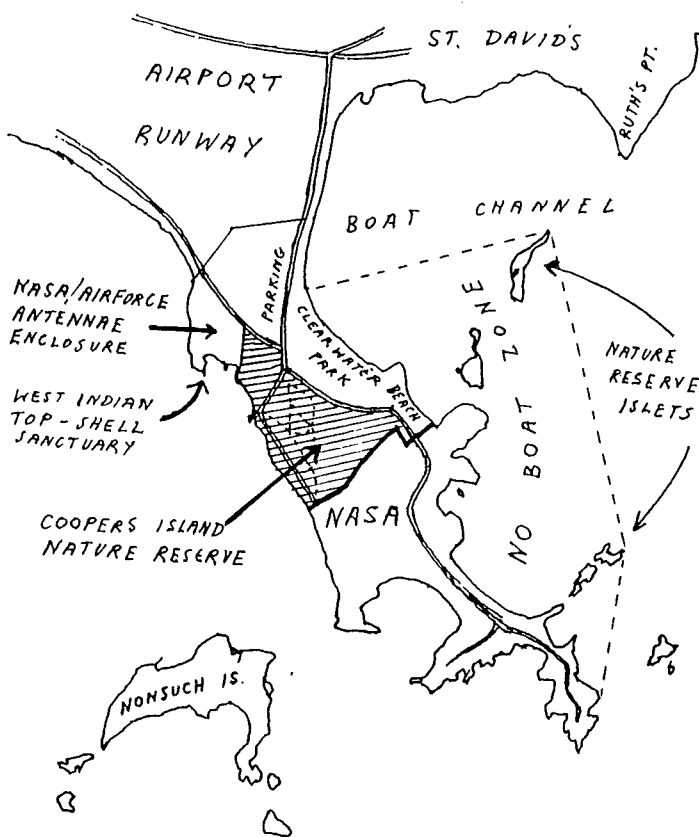 ST. DAVID'S
RUTH'S PT.
AIRPORT
RUNWAY
BOAT CHANNEL
PARKING
NASA/AIRFORCE
ANTENNAE
ENCLOSURE
CLEARWATER BEACH
PARK
NO BOAT ZONE
NATURE
RESERVE
ISLETS
WEST INDIAN
TOP-SHELL
SANCTUARY
COOPERS ISLAND
NATURE RESERVE
NASA
NONSUCH IS.